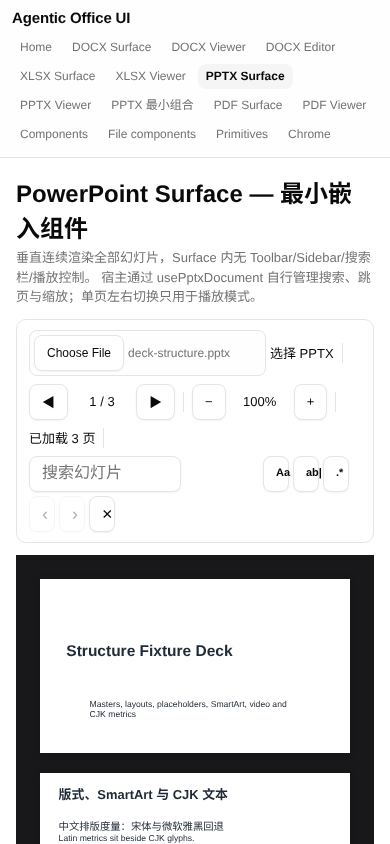 Agentic Office UI
Home DOCX Surface DOCX Viewer DOCX Editor
XLSX Surface XLSX Viewer PPTX Surface
PPTX Viewer PPTX 最小组合 PDF Surface PDF Viewer
Components File components Primitives Chrome
PowerPoint Surface — 最小嵌
入组件
垂直连续渲染全部幻灯片，Surface 内无 Toolbar/Sidebar/搜索
栏/播放控制。 宿主通过 usePptxDocument 自行管理搜索、跳
页与缩放；单页左右切换只用于播放模式。
Choose File deck-structure.pptx 选择 PPTX
◀ 1 / 3 ▶ − 100% +
已加载 3 页
搜索幻灯片 Aa ab| .*
‹ › ✕
Structure Fixture Deck
Masters, layouts, placeholders, SmartArt, video and
CJK metrics
版式、SmartArt 与 CJK 文本
中文排版度量：宋体与微软雅黑回退
Latin metrics sit beside CJK glyphs.